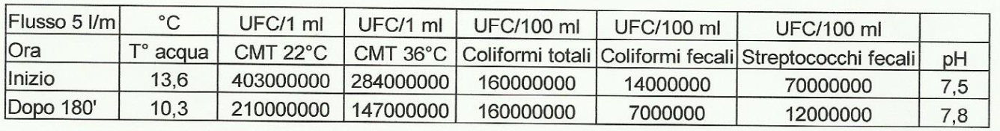 Flusso 5 l/m °C UFC/1 ml UFC/1 ml UFC/100 ml UFC/100 ml UFC/100 ml
Ora T° acqua CMT 22°C CMT 36°C Coliformi totali Coliformi fecali Streptococchi fecali pH
Inizio 13,6 403000000 284000000 160000000 14000000 70000000 7,5
Dopo 180' 10,3 210000000 147000000 160000000 7000000 12000000 7,8